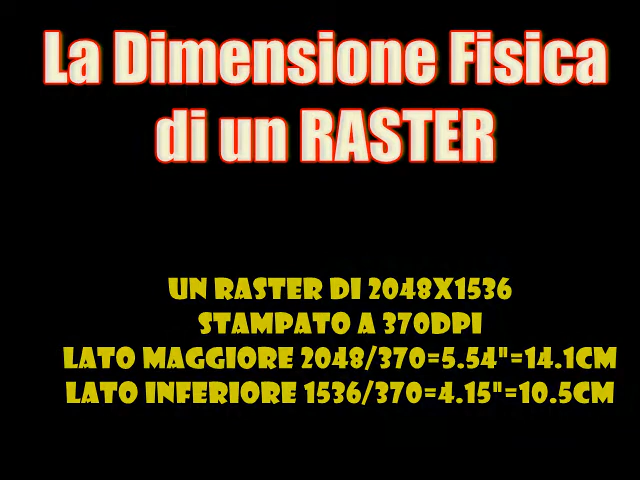 La Dimensione Fisica
di un RASTER
UN RASTER DI 2048X1536
STAMPATO A 370DPI
LATO MAGGIORE 2048/370=5.54"=14.1CM
LATO INFERIORE 1536/370=4.15"=10.5CM